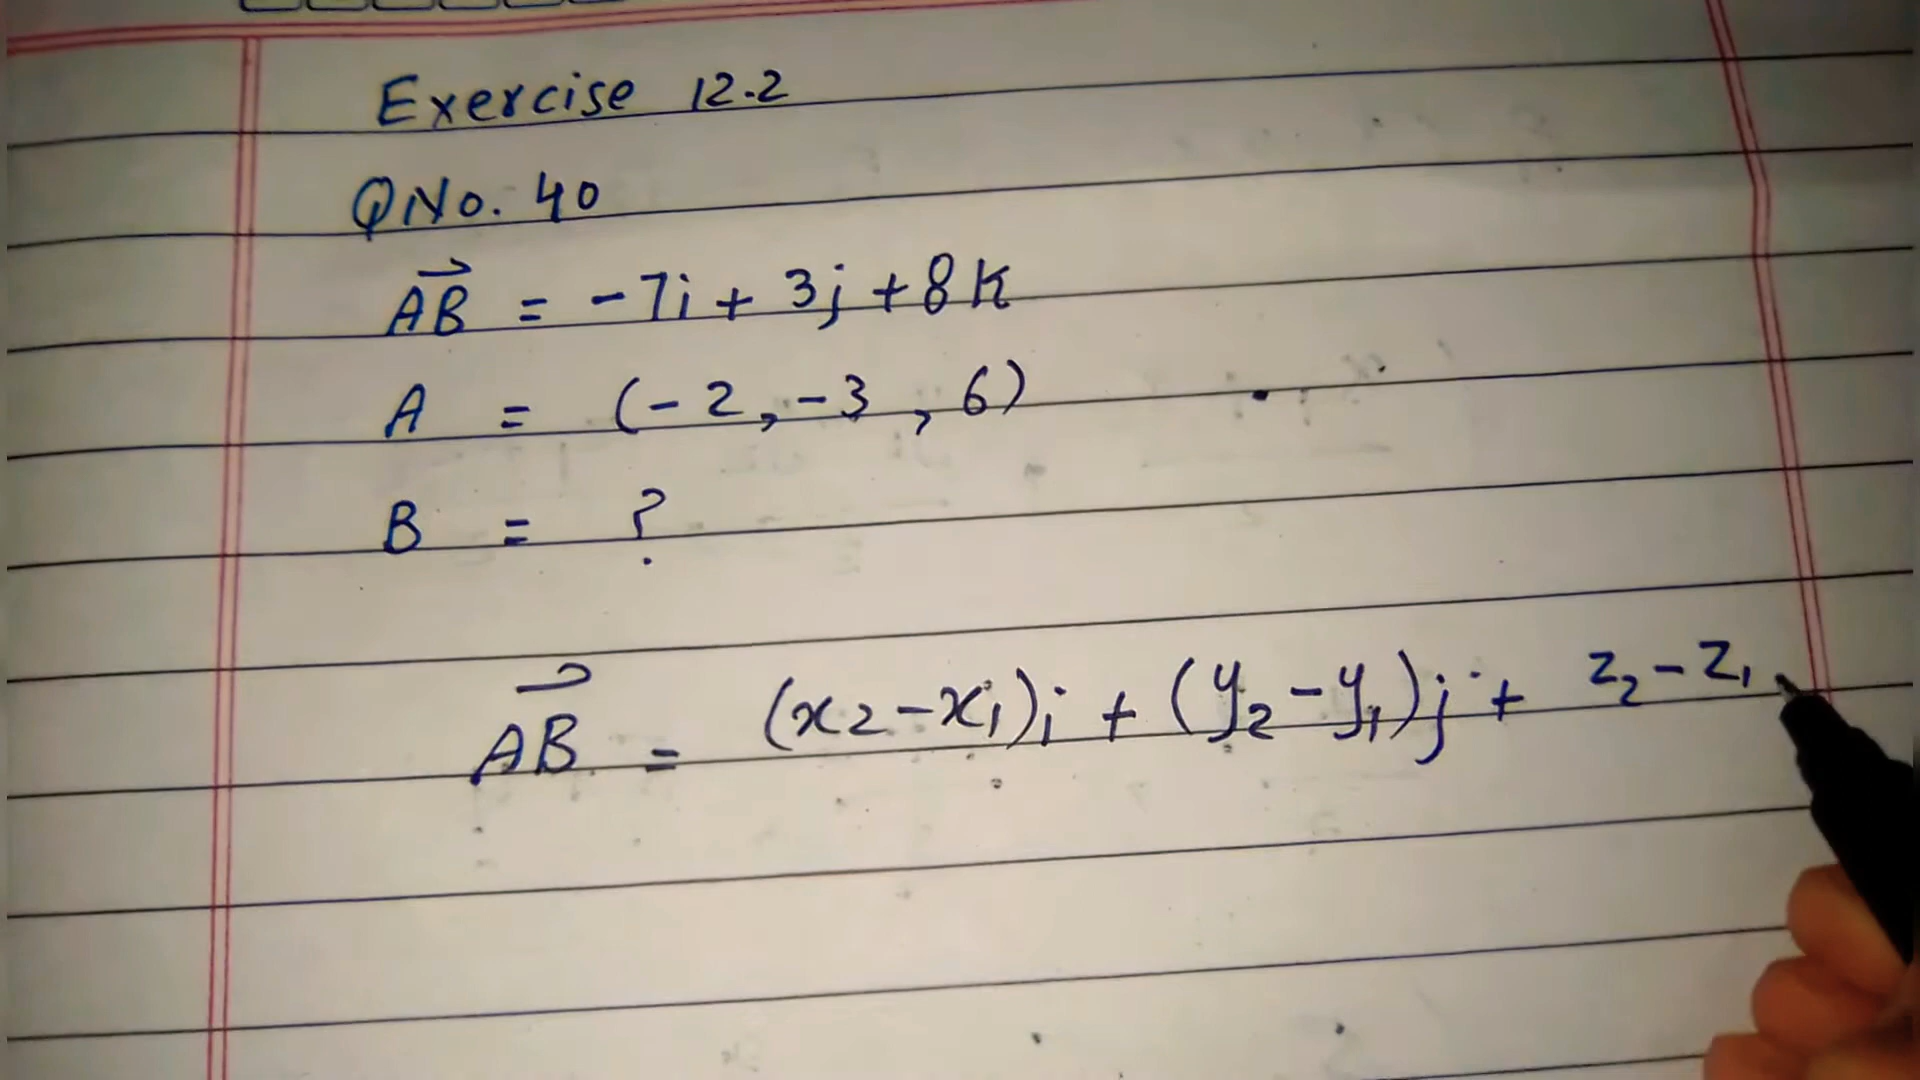 Exercise 12.2
QNo. 40
AB⃗ = -7i + 3j + 8k
A = (-2, -3, 6)
B = ?
AB⃗ = (x₂-x₁)i + (y₂-y₁)j + z₂-z₁